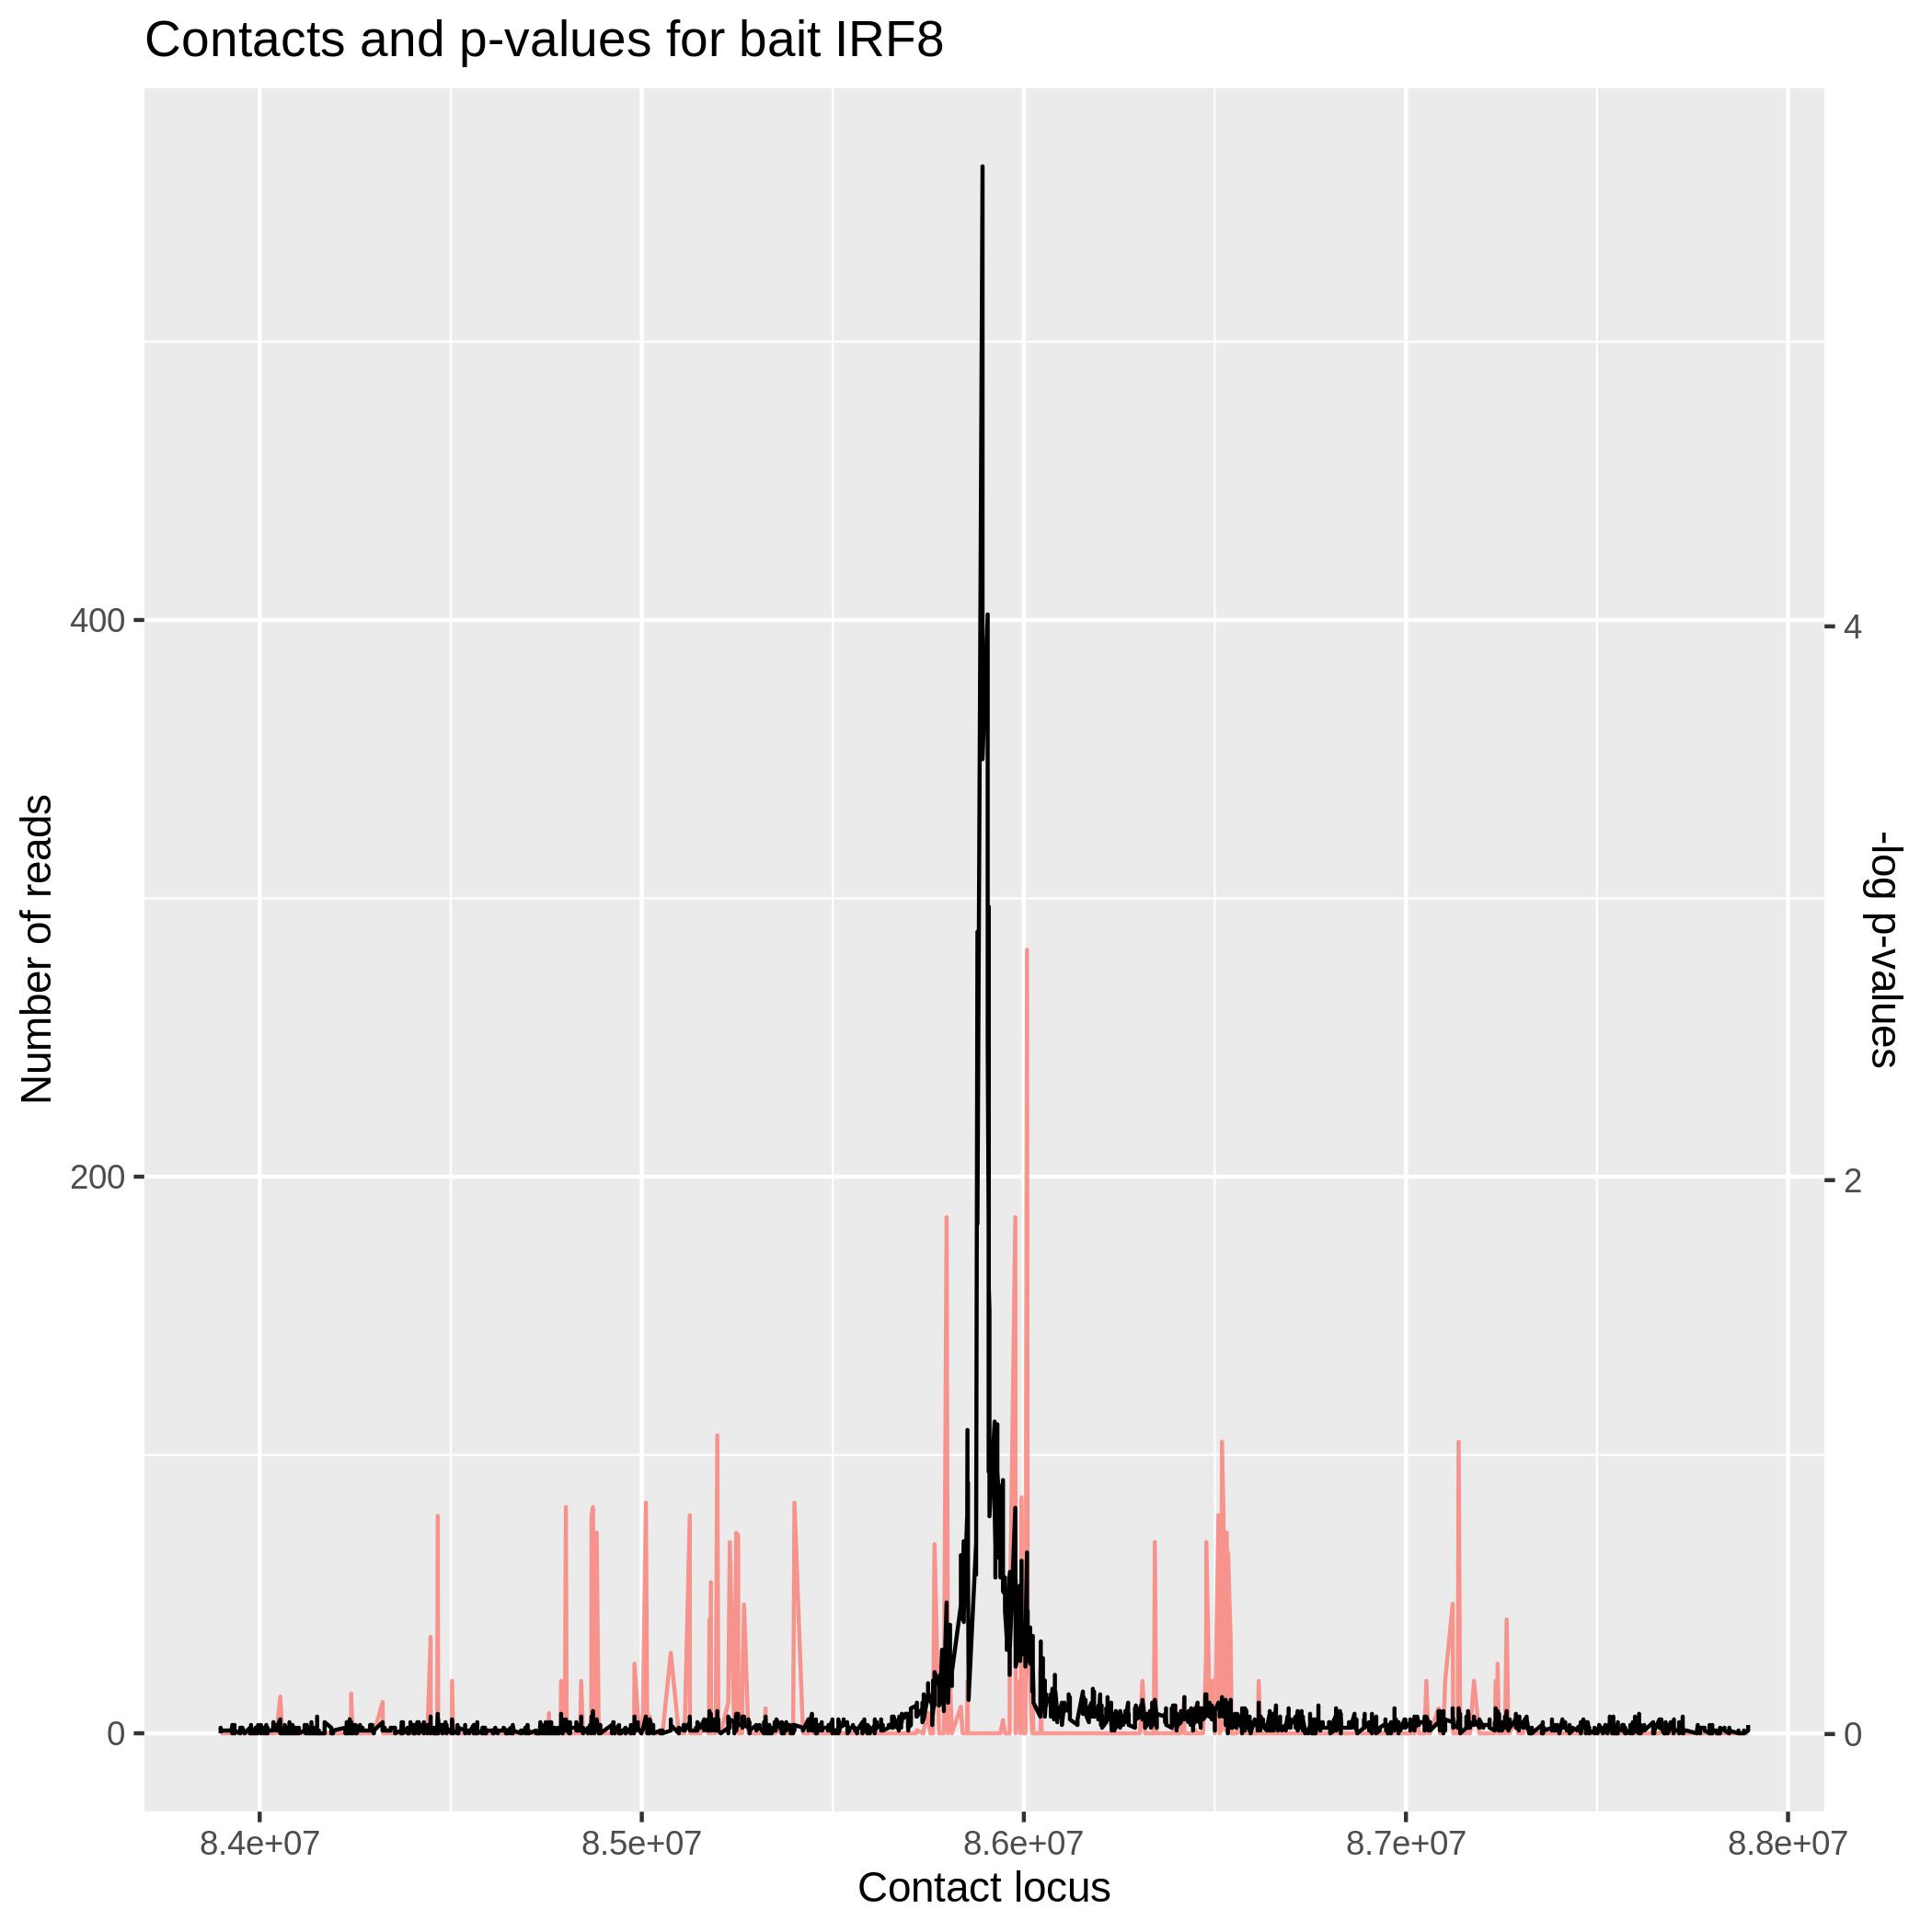 Contacts and p-values for bait IRF8
Number of reads
400
200
0
4
2
0
-log p-values
8.4e+07
8.5e+07
8.6e+07
8.7e+07
8.8e+07
Contact locus